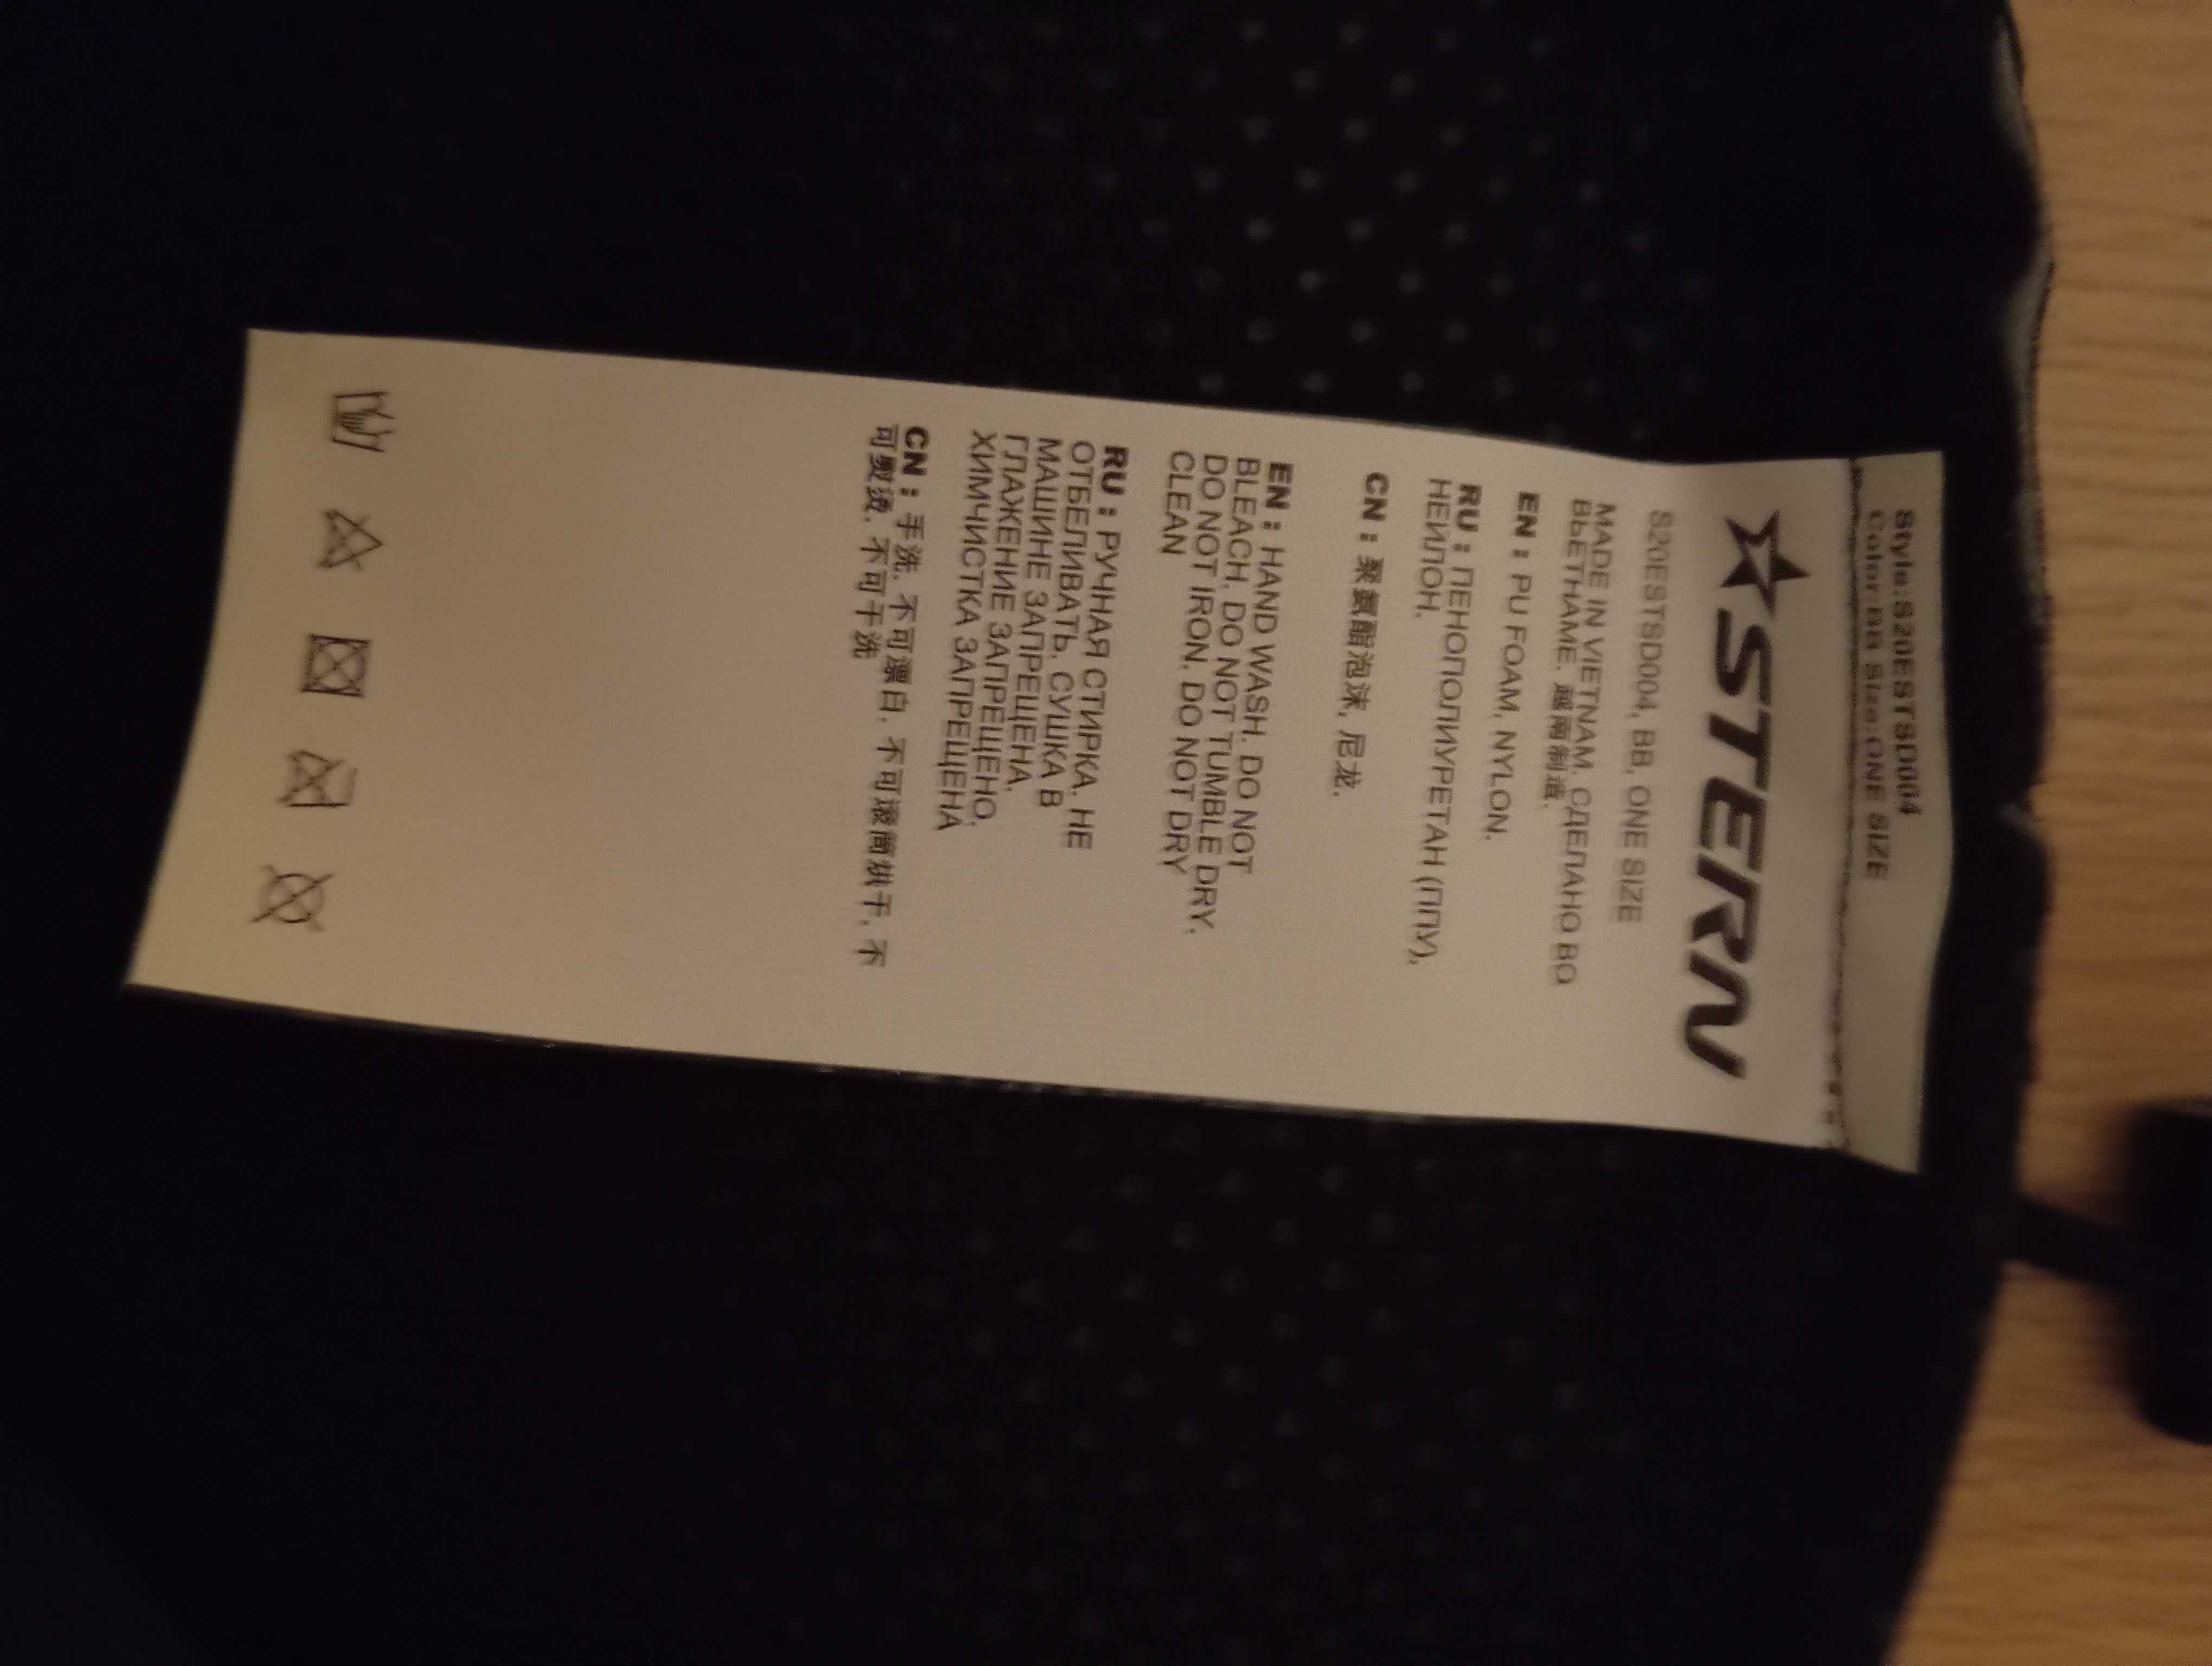 Style:S20ESTSD004
Color:BB Size:ONE SIZE
STERN
S20ESTSD004, BB, ONE SIZE
MADE IN VIETNAM. СДЕЛАНО ВО
ВЬЕТНАМЕ. 越南制造.
EN : PU FOAM, NYLON.
RU : ПЕНОПОЛИУРЕТАН (ППУ),
НЕЙЛОН.
CN : 聚氨酯泡沫, 尼龙.
EN : HAND WASH. DO NOT
BLEACH. DO NOT TUMBLE DRY.
DO NOT IRON. DO NOT DRY
CLEAN
RU : РУЧНАЯ СТИРКА. НЕ
ОТБЕЛИВАТЬ. СУШКА В
МАШИНЕ ЗАПРЕЩЕНА.
ГЛАЖЕНИЕ ЗАПРЕЩЕНО.
ХИМЧИСТКА ЗАПРЕЩЕНА
CN : 手洗. 不可漂白. 不可滚筒烘干. 不
可熨烫. 不可干洗